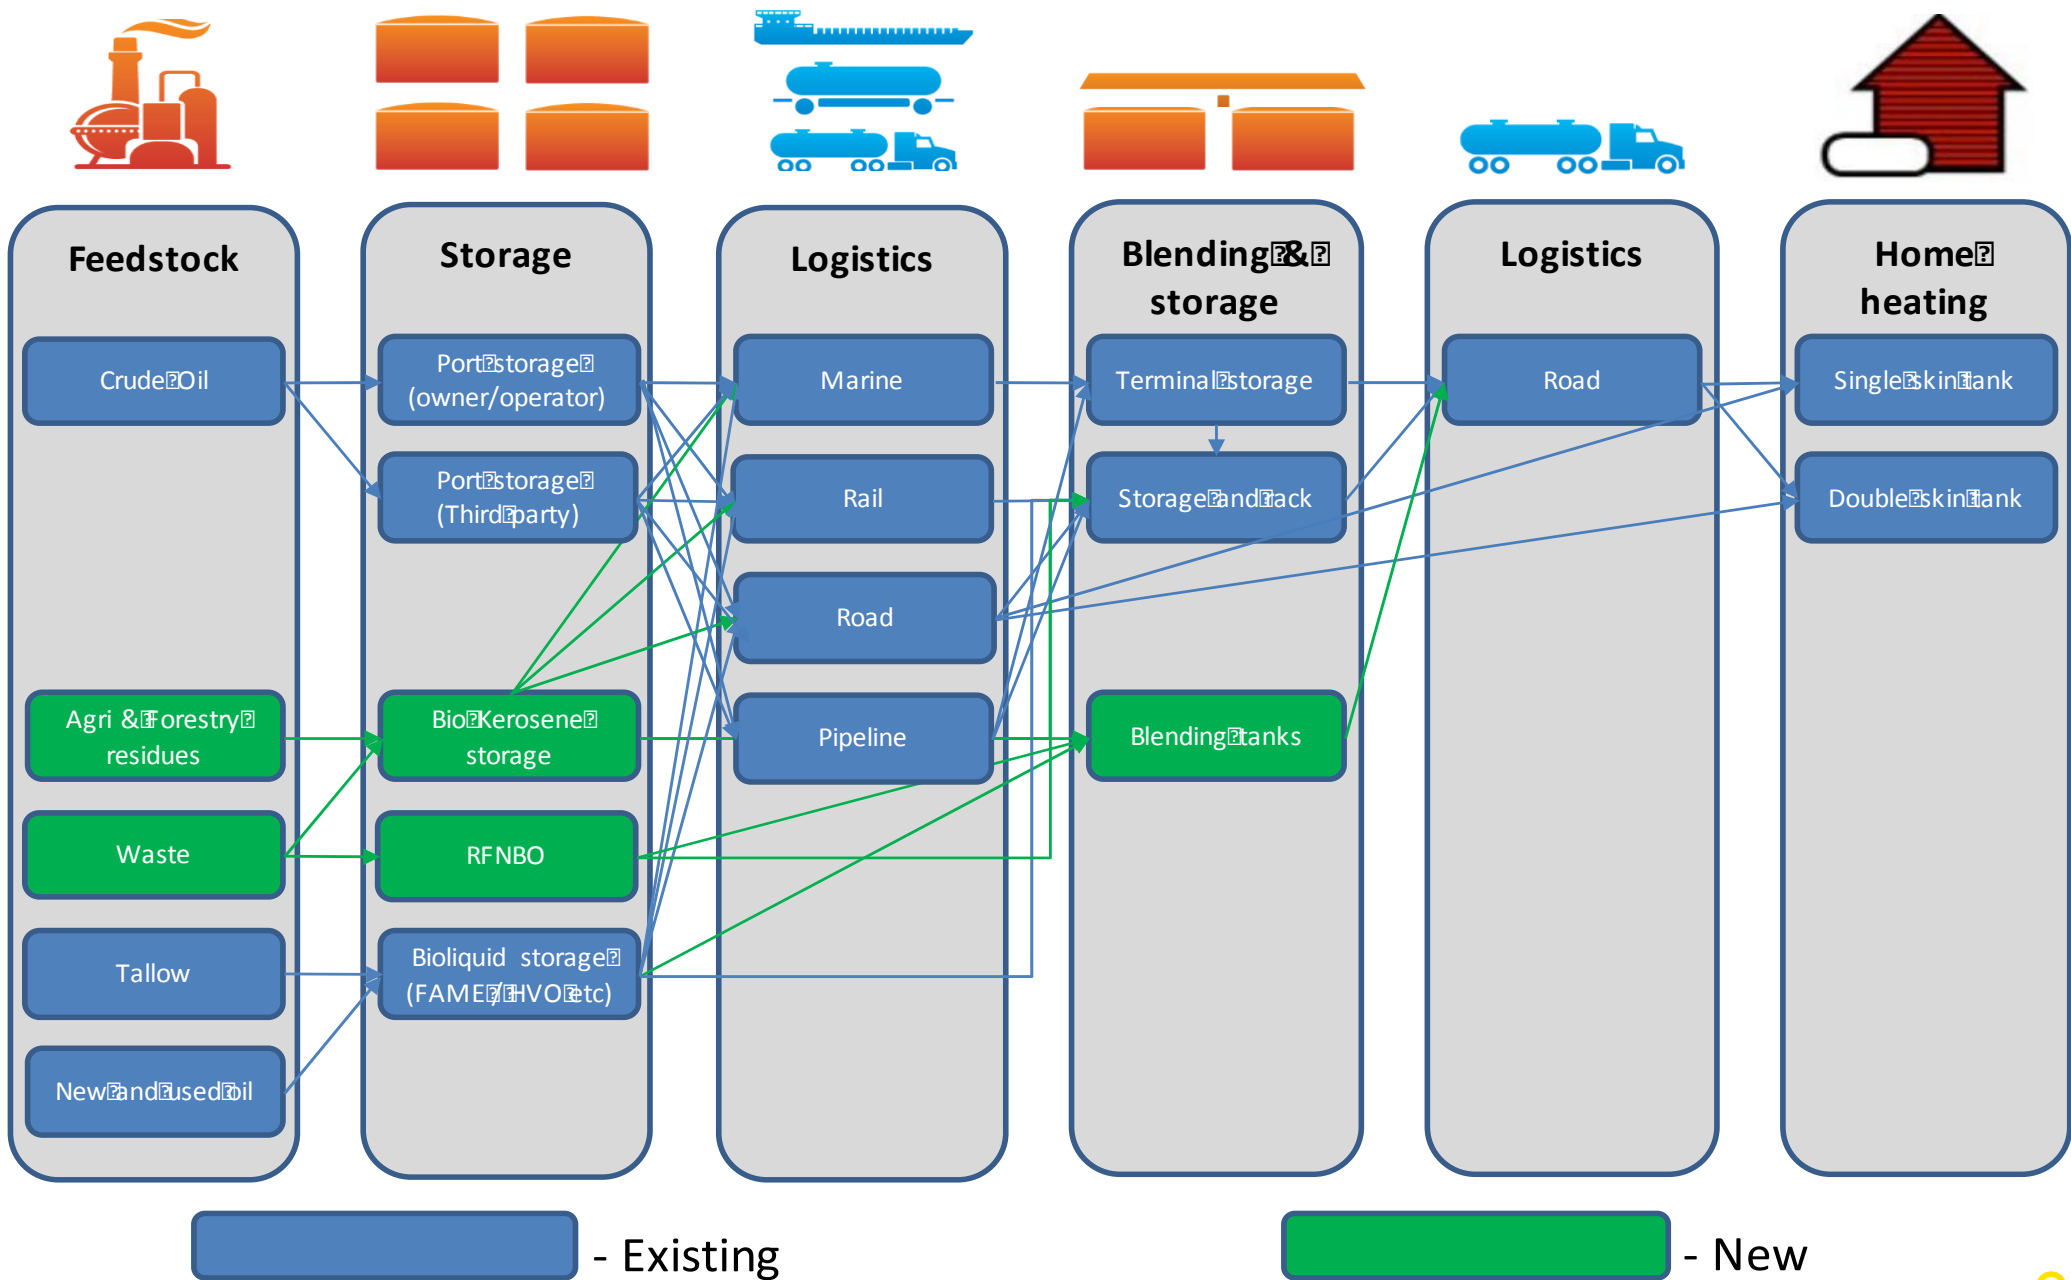 Feedstock
Crude Oil
Agri & Forestry
residues
Waste
Tallow
New and used oil
Storage
Port storage
(owner/operator)
Port storage
(Third party)
Bio Kerosene
storage
RFNBO
Bioliquid storage
(FAME / HVO etc)
Logistics
Marine
Rail
Road
Pipeline
Blending &
storage
Terminal storage
Storage and rack
Blending tanks
Logistics
Road
Home
heating
Single skin tank
Double skin tank
- Existing
- New